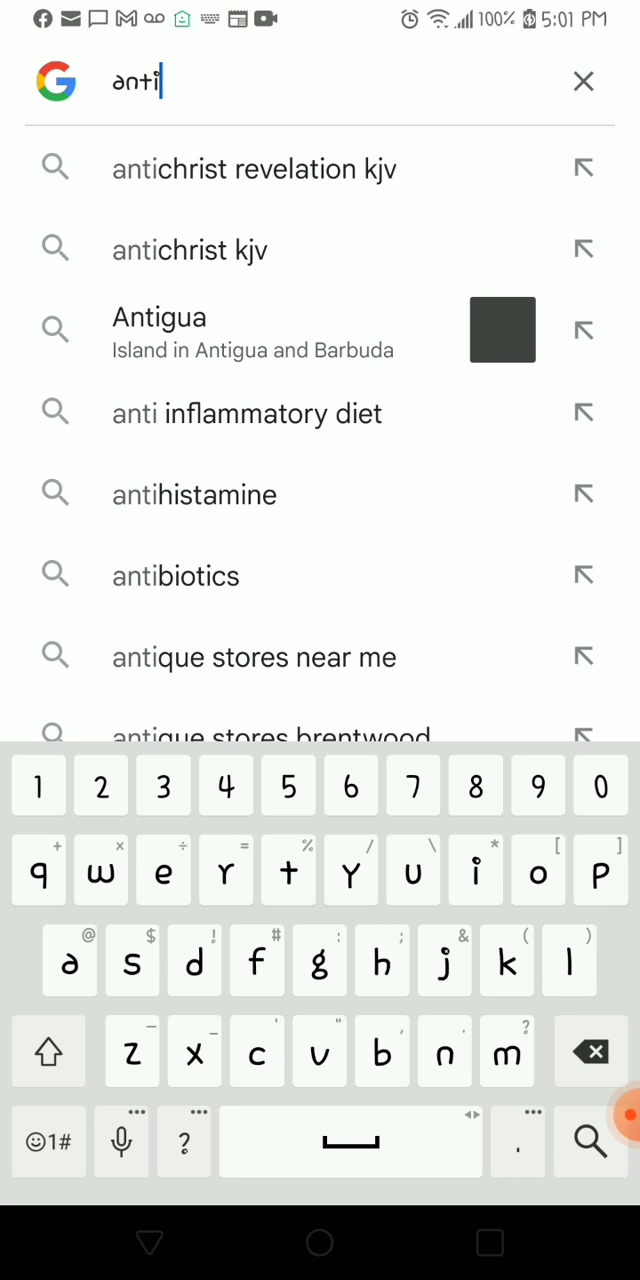 100% 5:01 PM
anti
antichrist revelation kjv
antichrist kjv
Antigua
Island in Antigua and Barbuda
anti inflammatory diet
antihistamine
antibiotics
antique stores near me
antique stores brentwood
1 2 3 4 5 6 7 8 9 0
+ × ÷ = % / \ * [ ]
q w e r t y u i o p
@ $ ! # : ; & ( )
a s d f g h j k l
– _ ' " , . ?
z x c v b n m
1# ? .